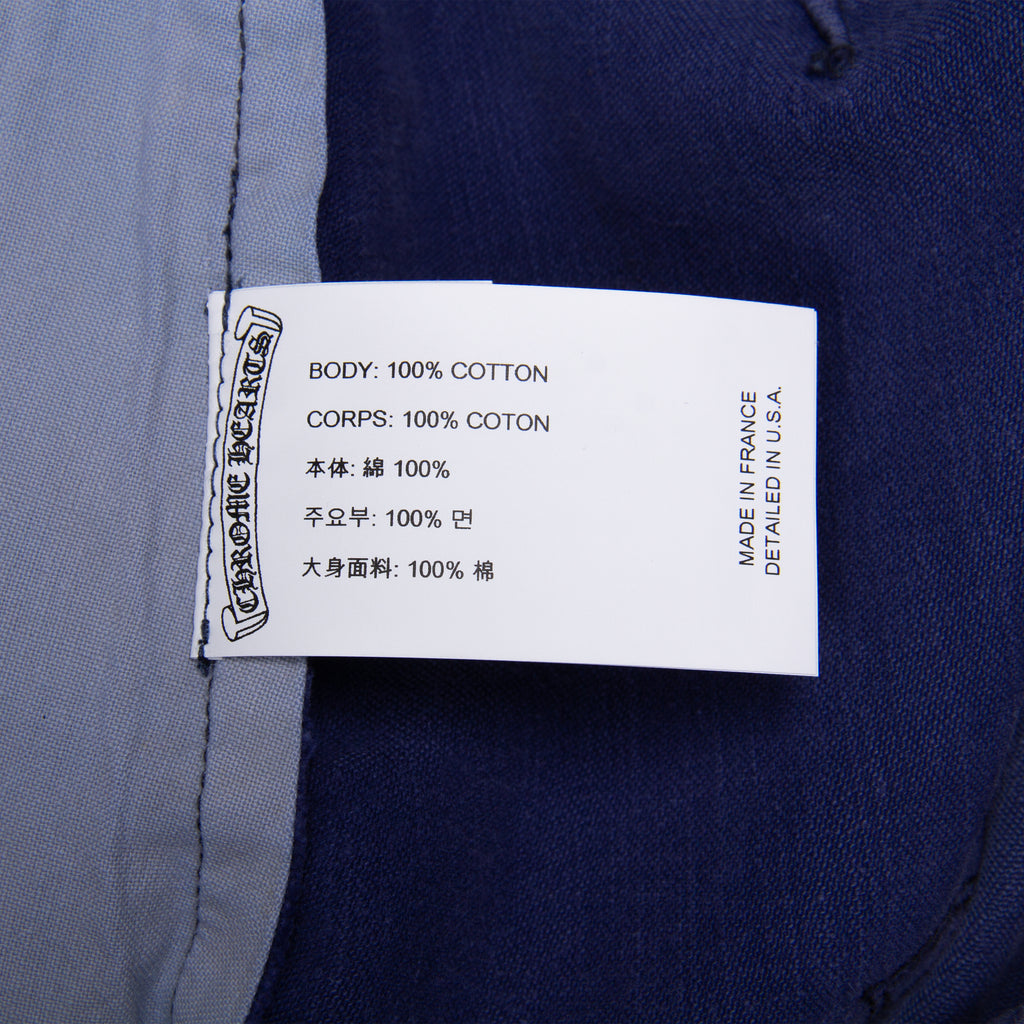 CHROME HEARTS
BODY: 100% COTTON
CORPS: 100% COTON
本体: 綿 100%
주요부: 100% 면
大身面料: 100% 棉
MADE IN FRANCE
DETAILED IN U.S.A.